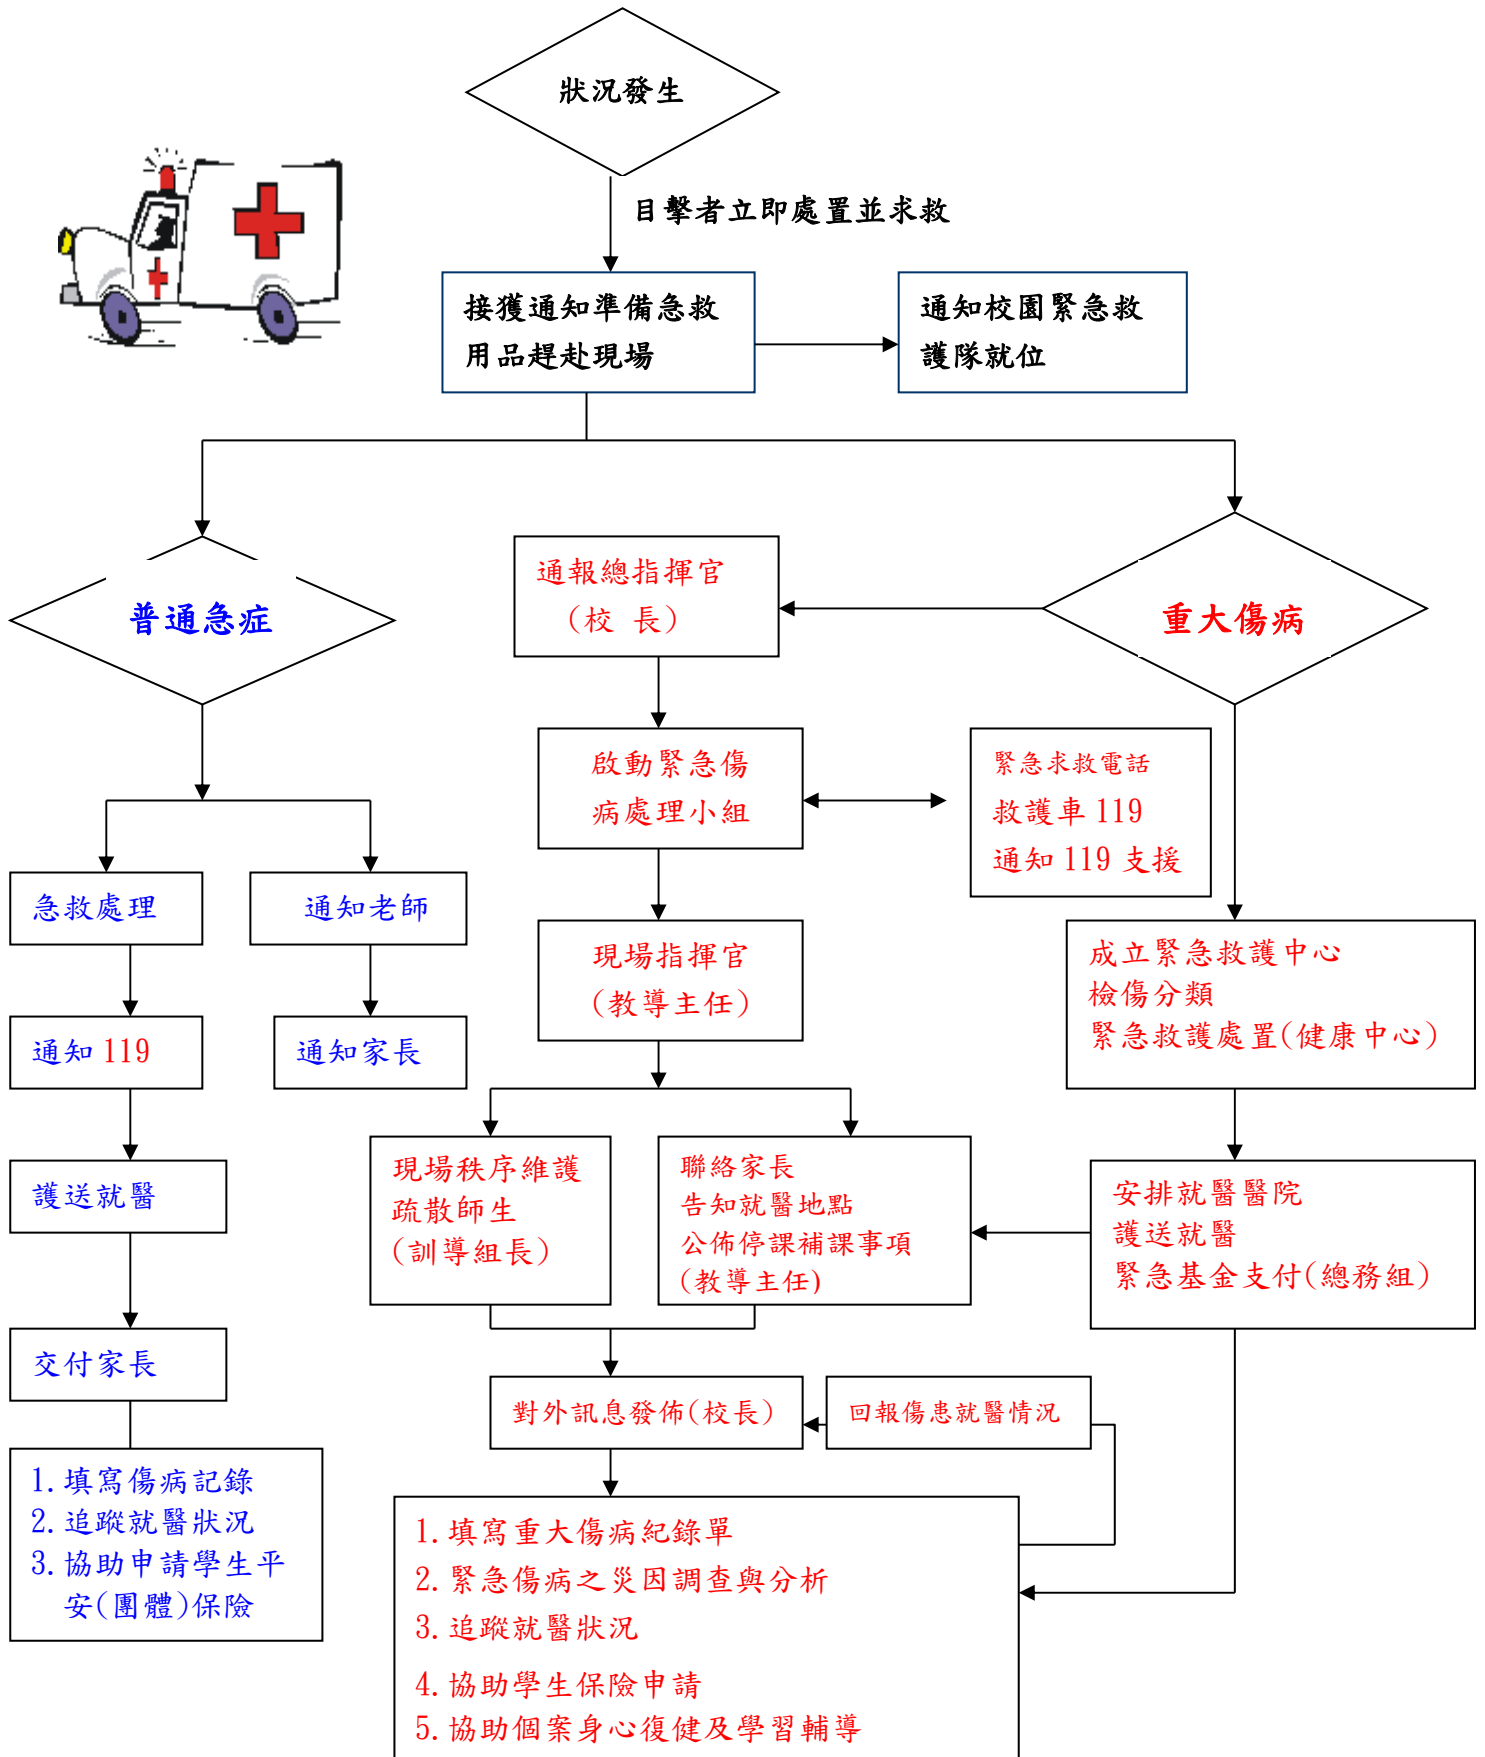 狀況發生
目擊者立即處置並求救
接獲通知準備急救
用品趕赴現場
通知校園緊急救
護隊就位
普通急症
通報總指揮官
(校 長)
重大傷病
啟動緊急傷
病處理小組
緊急求救電話
救護車 119
通知 119 支援
急救處理
通知老師
現場指揮官
(教導主任)
成立緊急救護中心
檢傷分類
緊急救護處置(健康中心)
通知 119
通知家長
護送就醫
現場秩序維護
疏散師生
(訓導組長)
聯絡家長
告知就醫地點
公佈停課補課事項
(教導主任)
安排就醫醫院
護送就醫
緊急基金支付(總務組)
交付家長
對外訊息發佈(校長)
回報傷患就醫情況
1. 填寫傷病記錄
2. 追蹤就醫狀況
3. 協助申請學生平
安(團體)保險
1. 填寫重大傷病紀錄單
2. 緊急傷病之災因調查與分析
3. 追蹤就醫狀況
4. 協助學生保險申請
5. 協助個案身心復健及學習輔導